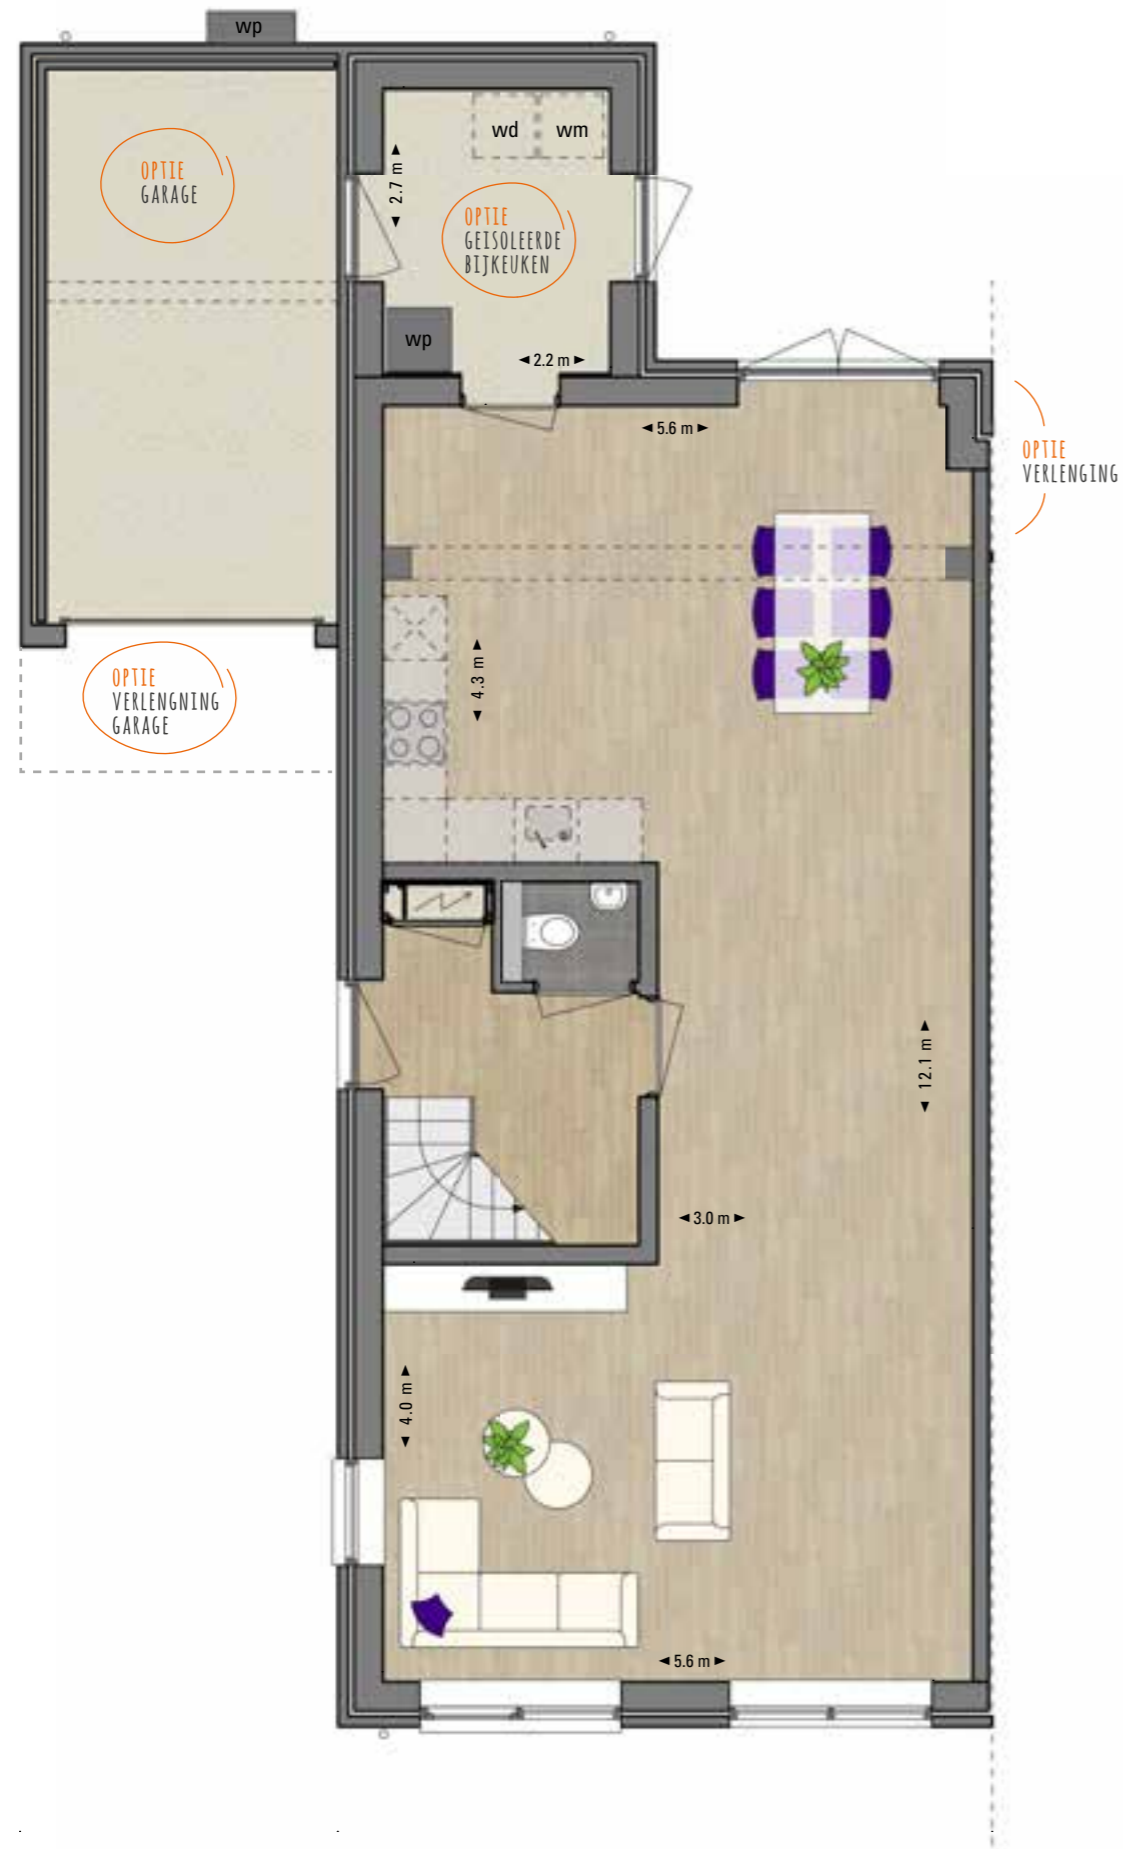 wp
wd
wm
OPTIE
GARAGE
2.7 m
OPTIE
GEISOLEERDE
BIJKEUKEN
wp
2.2 m
5.6 m
OPTIE
VERLENGING
4.3 m
OPTIE
VERLENGNING
GARAGE
12.1 m
3.0 m
4.0 m
5.6 m